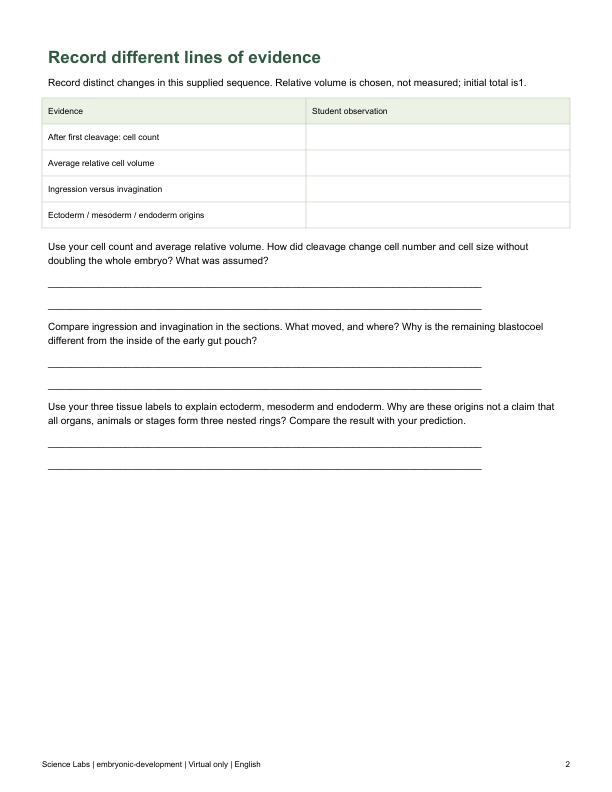 Record different lines of evidence
Record distinct changes in this supplied sequence. Relative volume is chosen, not measured; initial total is1.
Evidence
Student observation
After first cleavage: cell count
Average relative cell volume
Ingression versus invagination
Ectoderm / mesoderm / endoderm origins
Use your cell count and average relative volume. How did cleavage change cell number and cell size without
doubling the whole embryo? What was assumed?
Compare ingression and invagination in the sections. What moved, and where? Why is the remaining blastocoel
different from the inside of the early gut pouch?
Use your three tissue labels to explain ectoderm, mesoderm and endoderm. Why are these origins not a claim that
all organs, animals or stages form three nested rings? Compare the result with your prediction.
Science Labs | embryonic-development | Virtual only | English
2